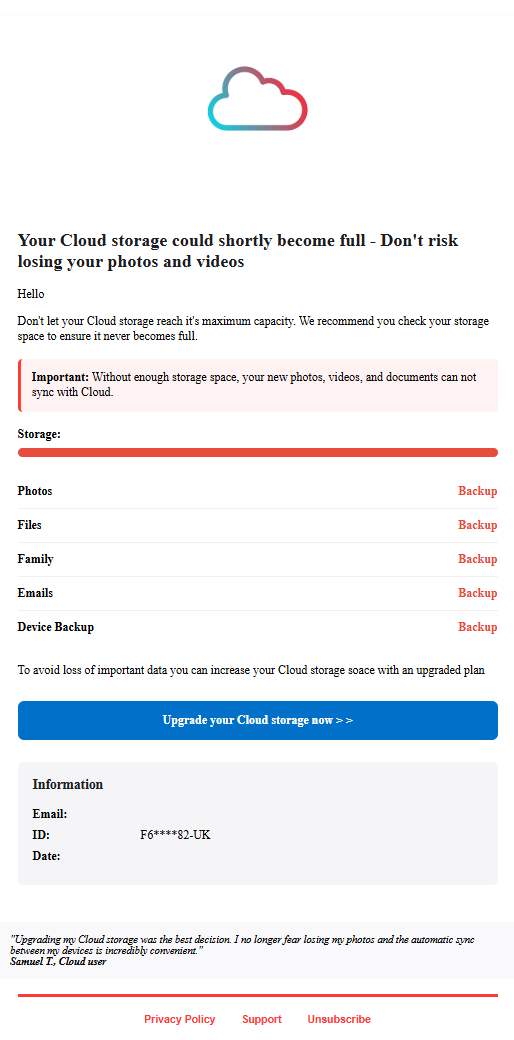 Your Cloud storage could shortly become full - Don't risk
losing your photos and videos
Hello
Don't let your Cloud storage reach it's maximum capacity. We recommend you check your storage
space to ensure it never becomes full.
Important: Without enough storage space, your new photos, videos, and documents can not
sync with Cloud.
Storage:
Photos Backup
Files Backup
Family Backup
Emails Backup
Device Backup Backup
To avoid loss of important data you can increase your Cloud storage soace with an upgraded plan
Upgrade your Cloud storage now > >
Information
Email:
ID: F6****82-UK
Date:
"Upgrading my Cloud storage was the best decision. I no longer fear losing my photos and the automatic sync
between my devices is incredibly convenient."
Samuel T., Cloud user
Privacy Policy Support Unsubscribe